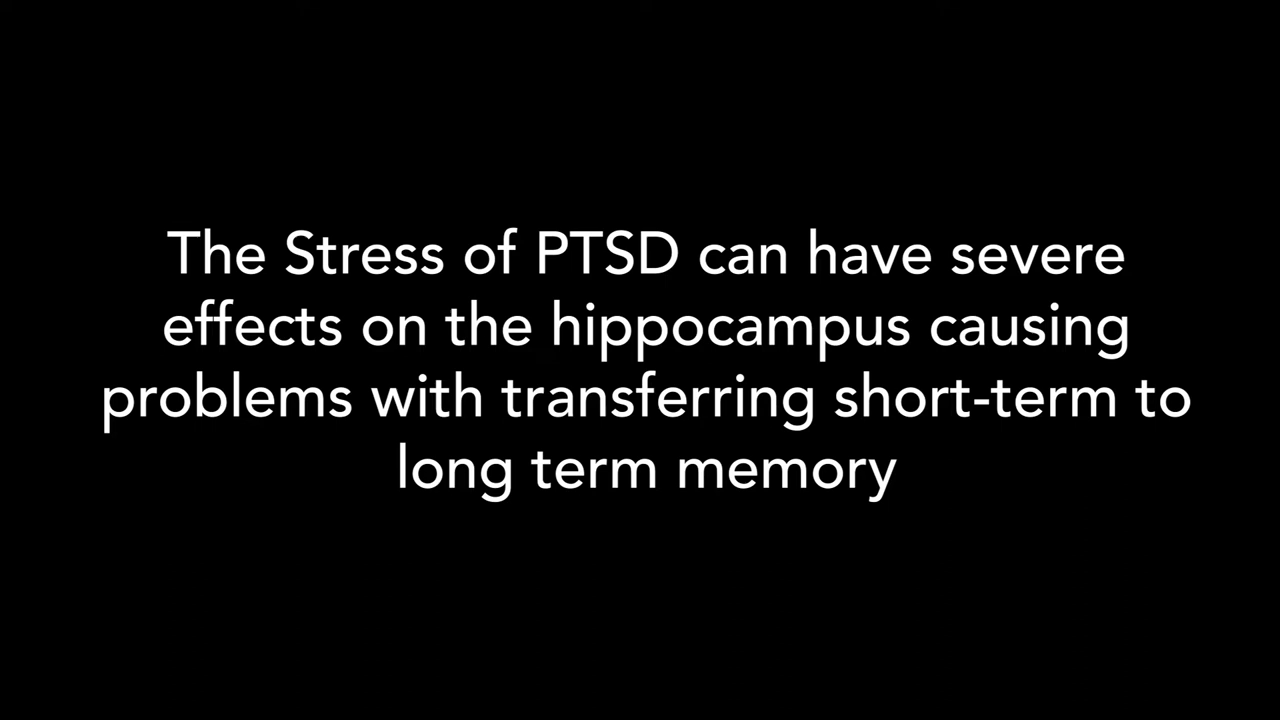 The Stress of PTSD can have severe
effects on the hippocampus causing
problems with transferring short-term to
long term memory